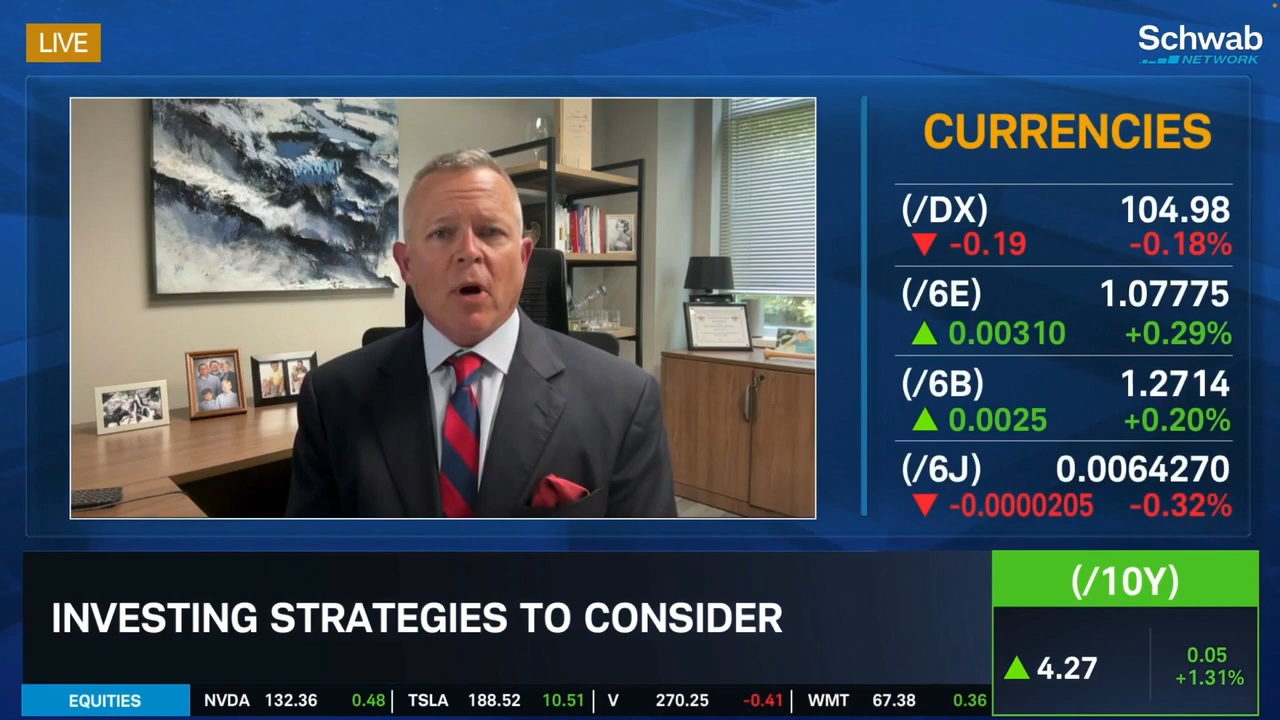 LIVE
Schwab
NETWORK
CURRENCIES
(/DX) 104.98
-0.19 -0.18%
(/6E) 1.07775
0.00310 +0.29%
(/6B) 1.2714
0.0025 +0.20%
(/6J) 0.0064270
-0.0000205 -0.32%
INVESTING STRATEGIES TO CONSIDER
(/10Y)
4.27
0.05
+1.31%
EQUITIES NVDA 132.36 0.48 TSLA 188.52 10.51 V 270.25 -0.41 WMT 67.38 0.36